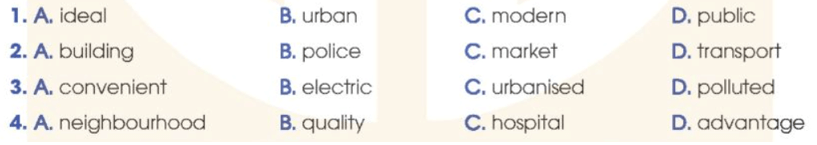 1. A. ideal B. urban C. modern D. public
2. A. building B. police C. market D. transport
3. A. convenient B. electric C. urbanised D. polluted
4. A. neighbourhood B. quality C. hospital D. advantage